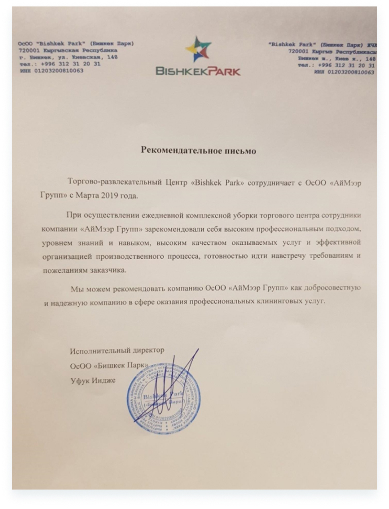 ОсОО "Bishkek Park" (Бишкек Парк)
720001 Кыргызская Республика
г. Бишкек, ул. Киевская, 148
тел.: +996 312 31 20 31
ИНН 01203200810063
BISHKEKPARK
"Bishkek Park" (Бишкек Парк)
720001 Кыргыз Республикасы
Бишкек ш., Киев к., 148
тел.: +996 312 31 20 31
ИНН 01203200810063
Рекомендательное письмо
Торгово-развлекательный Центр «Bishkek Park» сотрудничает с ОсОО «АйМээр
Групп» с Марта 2019 года.
При осуществлении ежедневной комплексной уборки торгового центра сотрудники
компании «АйМээр Групп» зарекомендовали себя высоким профессиональным подходом,
уровнем знаний и навыком, высоким качеством оказываемых услуг и эффективной
организацией производственного процесса, готовностью идти навстречу требованиям и
пожеланиям заказчика.
Мы можем рекомендовать компанию ОсОО «АйМээр Групп» как добросовестную
и надежную компанию в сфере оказания профессиональных клининговых услуг.
Исполнительный директор
ОсОО «Бишкек Парк»
Уфук Индже
Bishkek Park